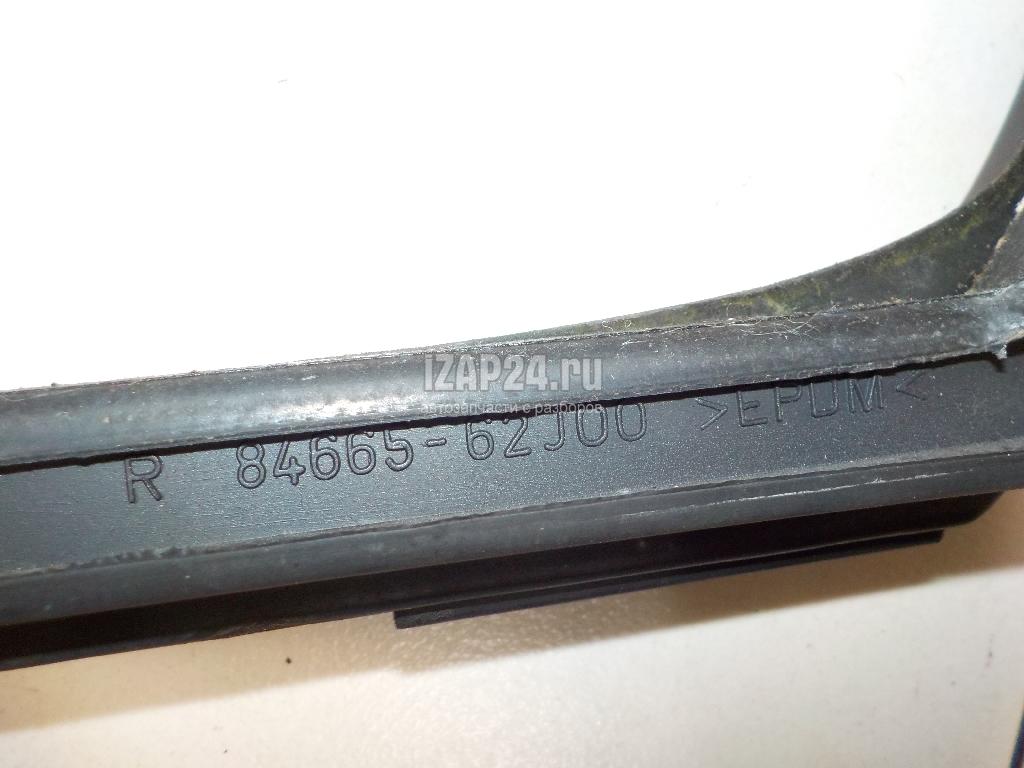 iZAP24.ru
автозапчасти с разборов
R 84665-62J00 >EPDM<